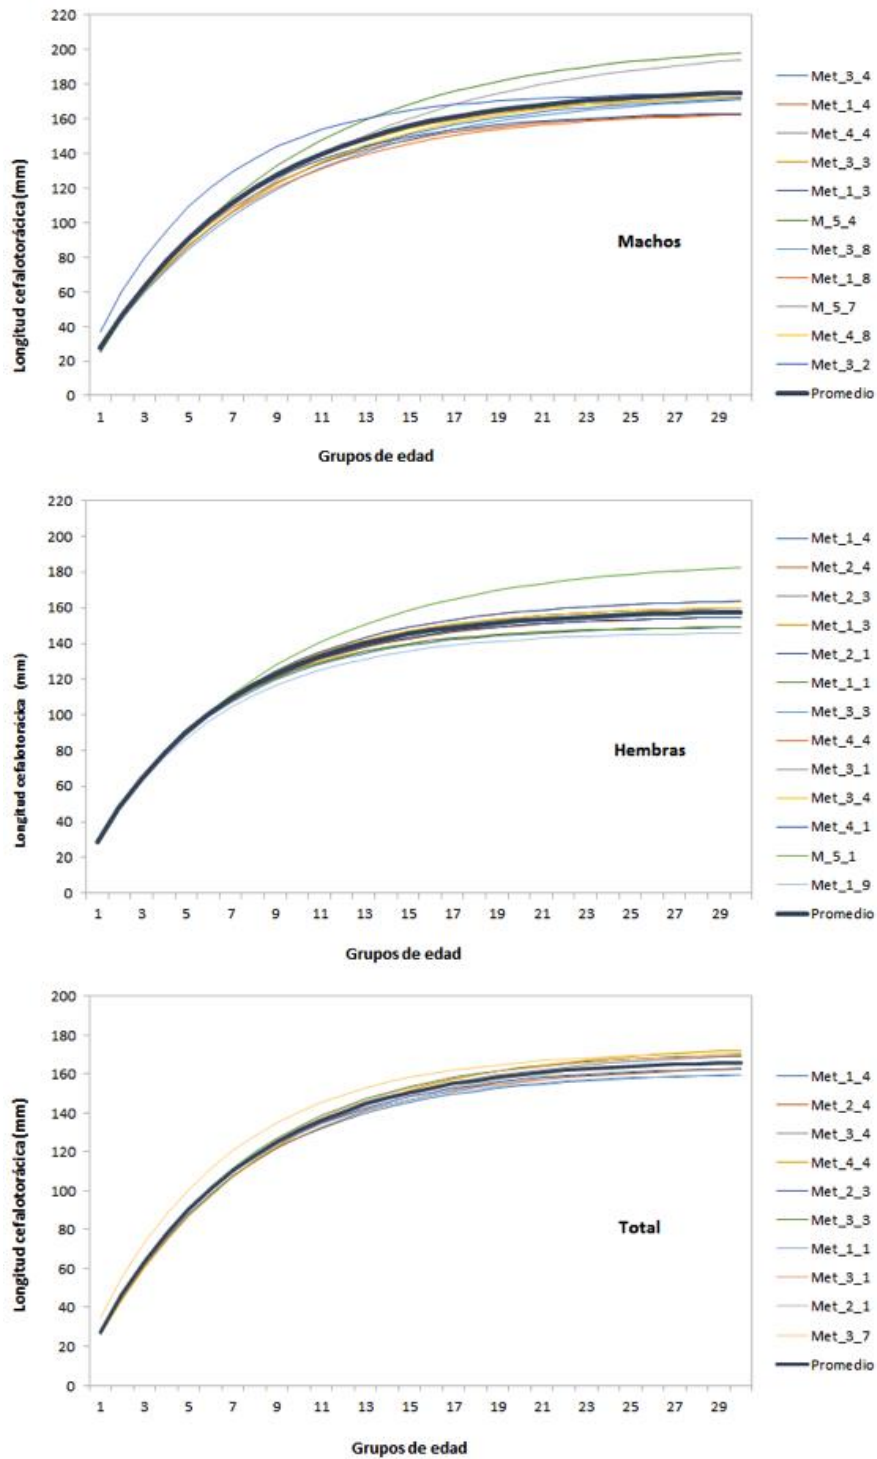 220
200
180
160
140
120
100
80
60
40
20
0
Longitud cefalotorácica (mm)
1 3 5 7 9 11 13 15 17 19 21 23 25 27 29
Grupos de edad
Machos
Met_3_4
Met_1_4
Met_4_4
Met_3_3
Met_1_3
M_5_4
Met_3_8
Met_1_8
M_5_7
Met_4_8
Met_3_2
Promedio
220
200
180
160
140
120
100
80
60
40
20
0
Longitud cefalotorácica (mm)
1 3 5 7 9 11 13 15 17 19 21 23 25 27 29
Grupos de edad
Hembras
Met_1_4
Met_2_4
Met_2_3
Met_1_3
Met_2_1
Met_1_1
Met_3_3
Met_4_4
Met_3_1
Met_3_4
Met_4_1
M_5_1
Met_1_9
Promedio
200
180
160
140
120
100
80
60
40
20
0
Longitud cefalotorácica (mm)
1 3 5 7 9 11 13 15 17 19 21 23 25 27 29
Grupos de edad
Total
Met_1_4
Met_2_4
Met_3_4
Met_4_4
Met_2_3
Met_3_3
Met_1_1
Met_3_1
Met_2_1
Met_3_7
Promedio